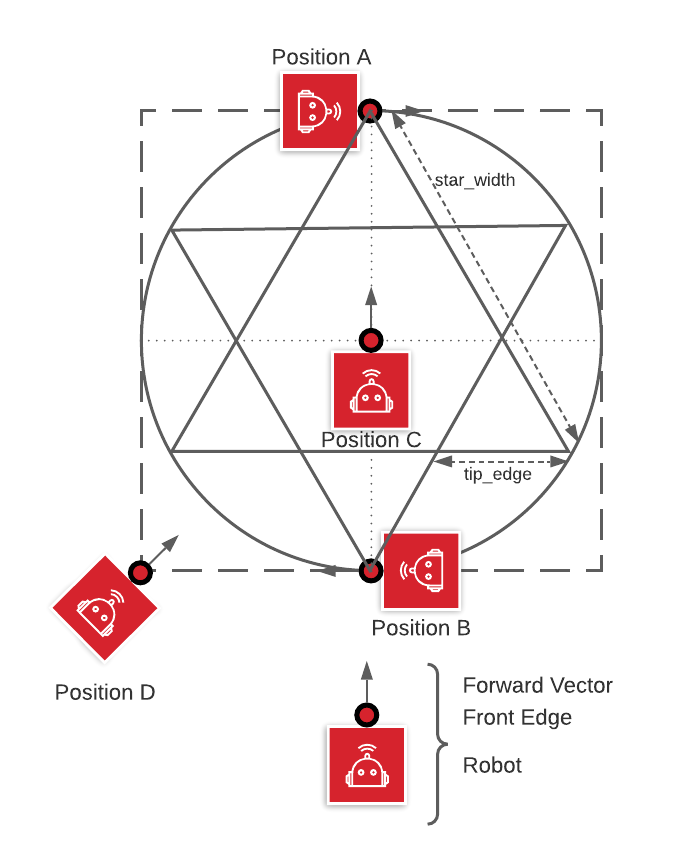 Position A
star_width
Position C
tip_edge
Position B
Position D
Forward Vector
Front Edge
Robot